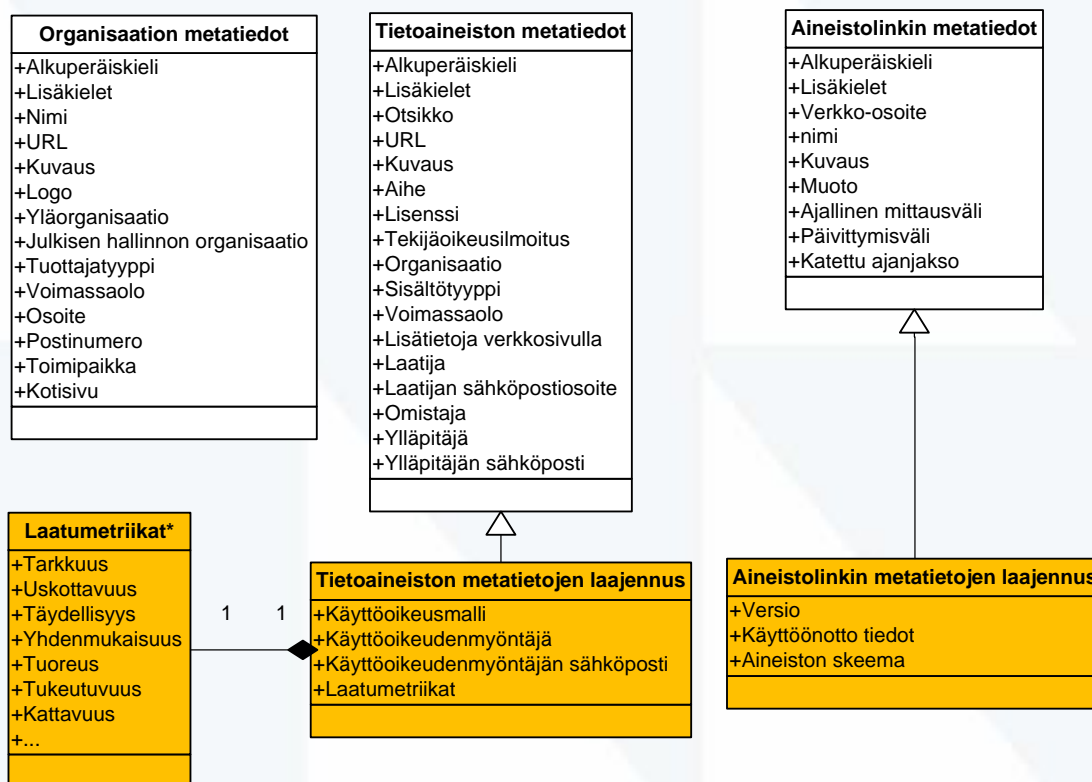 Organisaation metatiedot
+Alkuperäiskieli
+Lisäkielet
+Nimi
+URL
+Kuvaus
+Logo
+Yläorganisaatio
+Julkisen hallinnon organisaatio
+Tuottajatyyppi
+Voimassaolo
+Osoite
+Postinumero
+Toimipaikka
+Kotisivu
Tietoaineiston metatiedot
+Alkuperäiskieli
+Lisäkielet
+Otsikko
+URL
+Kuvaus
+Aihe
+Lisenssi
+Tekijäoikeusilmoitus
+Organisaatio
+Sisältötyyppi
+Voimassaolo
+Lisätietoja verkkosivulla
+Laatija
+Laatijan sähköpostiosoite
+Omistaja
+Ylläpitäjä
+Ylläpitäjän sähköposti
Aineistolinkin metatiedot
+Alkuperäiskieli
+Lisäkielet
+Verkko-osoite
+nimi
+Kuvaus
+Muoto
+Ajallinen mittausväli
+Päivittymisväli
+Katettu ajanjakso
Laatumetriikat*
+Tarkkuus
+Uskottavuus
+Täydellisyys
+Yhdenmukaisuus
+Tuoreus
+Tukeutuvuus
+Kattavuus
+...
1 1
Tietoaineiston metatietojen laajennus
+Käyttöoikeusmalli
+Käyttöoikeudenmyöntäjä
+Käyttöoikeudenmyöntäjän sähköposti
+Laatumetriikat
Aineistolinkin metatietojen laajennus
+Versio
+Käyttöönotto tiedot
+Aineiston skeema